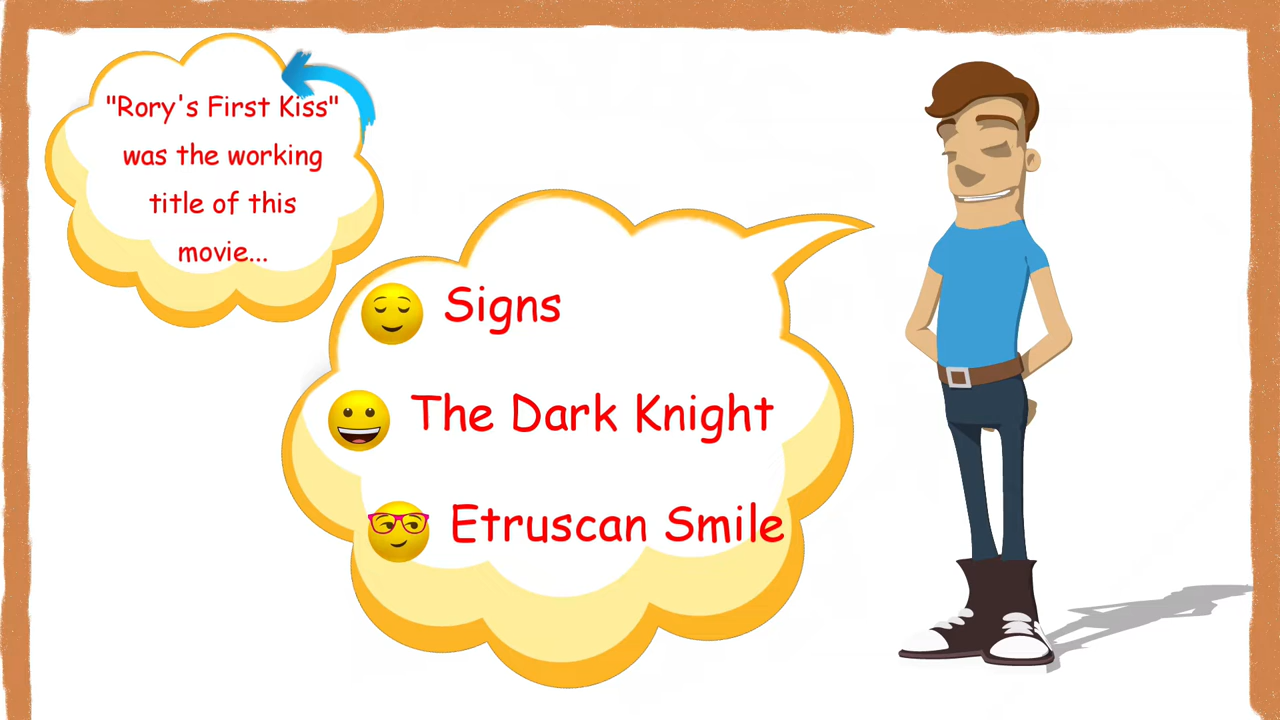 "Rory's First Kiss"
was the working
title of this
movie...
Signs
The Dark Knight
Etruscan Smile